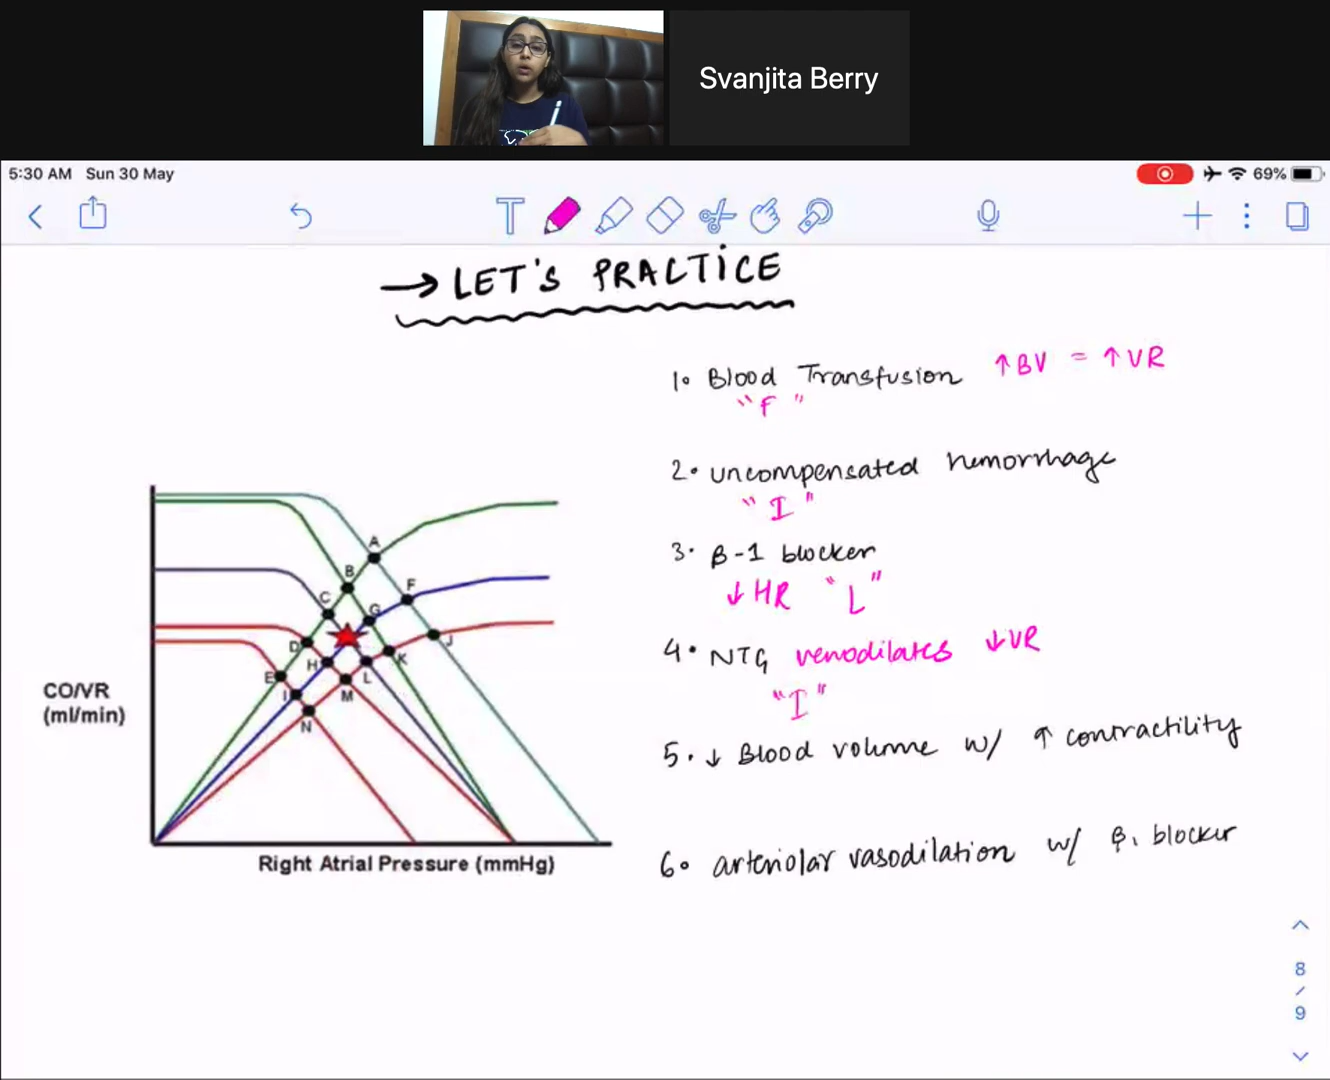 Svanjita Berry
5:30 AM Sun 30 May
69%
T
→ LET'S PRACTICE
1. Blood Transfusion ↑BV = ↑VR
"F"
2. uncompensated hemorrhage
"I"
3. β-1 blocker
↓HR "L"
4. NTG venodilates ↓VR
"I"
5. ↓ Blood volume w/ ↑ contractility
6. arteriolar vasodilation w/ β₁ blocker
A
B
F
C
G
D
J
H
K
E
L
I
M
N
CO/VR
(ml/min)
Right Atrial Pressure (mmHg)
8
/
9